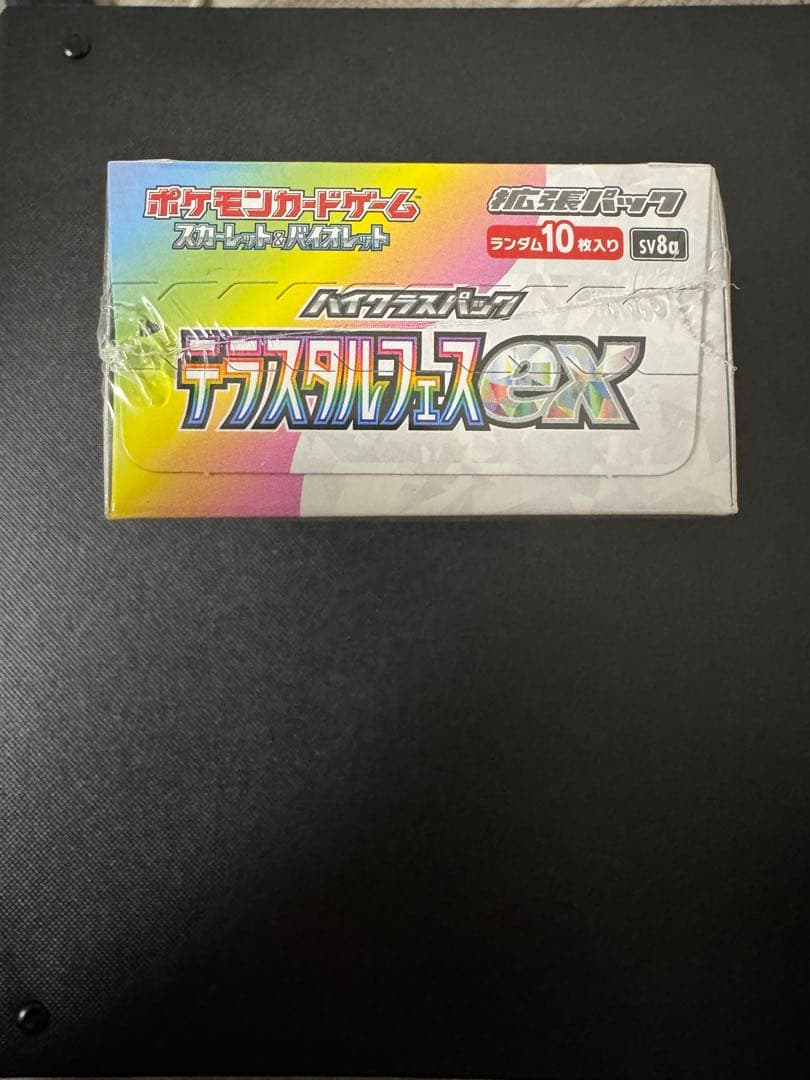 ポケモンカードゲーム
スカーレット&バイオレット
拡張パック
ランダム10枚入り SV8a
ハイクラスパック
テラスタルフェスex